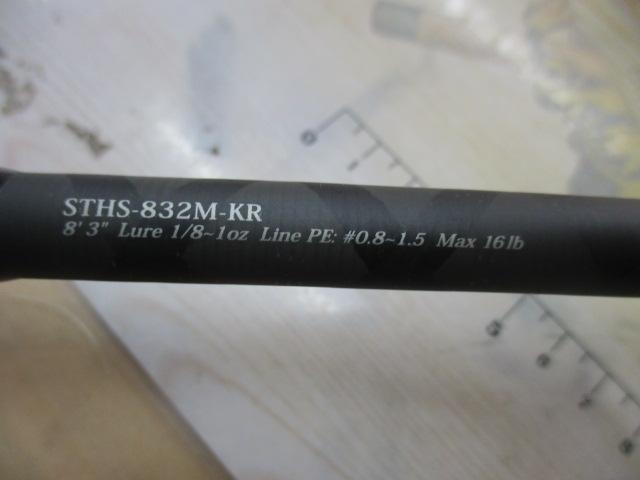 STHS-832M-KR
8' 3" Lure 1/8~1oz Line PE: #0.8~1.5 Max 16lb